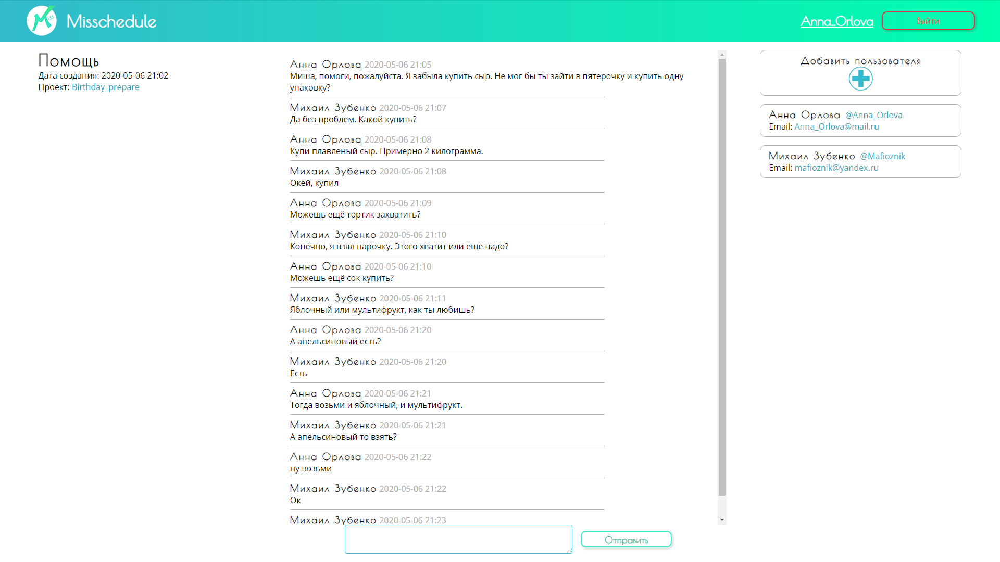 Miss
Misschedule
Anna_Orlova
Выйти
Помощь
Дата создания: 2020-05-06 21:02
Проект: Birthday_prepare
Анна Орлова 2020-05-06 21:05
Миша, помоги, пожалуйста. Я забыла купить сыр. Не мог бы ты зайти в пятерочку и купить одну
упаковку?
Михаил Зубенко 2020-05-06 21:07
Да без проблем. Какой купить?
Анна Орлова 2020-05-06 21:08
Купи плавленый сыр. Примерно 2 килограмма.
Михаил Зубенко 2020-05-06 21:08
Окей, купил
Анна Орлова 2020-05-06 21:09
Можешь ещё тортик захватить?
Михаил Зубенко 2020-05-06 21:10
Конечно, я взял парочку. Этого хватит или еще надо?
Анна Орлова 2020-05-06 21:10
Можешь ещё сок купить?
Михаил Зубенко 2020-05-06 21:11
Яблочный или мультифрукт, как ты любишь?
Анна Орлова 2020-05-06 21:20
А апельсиновый есть?
Михаил Зубенко 2020-05-06 21:20
Есть
Анна Орлова 2020-05-06 21:21
Тогда возьми и яблочный, и мультифрукт.
Михаил Зубенко 2020-05-06 21:21
А апельсиновый то взять?
Анна Орлова 2020-05-06 21:22
ну возьми
Михаил Зубенко 2020-05-06 21:22
Ок
Михаил Зубенко 2020-05-06 21:23
Отправить
Добавить пользователя
Анна Орлова @Anna_Orlova
Email: Anna_Orlova@mail.ru
Михаил Зубенко @Mafioznik
Email: mafioznik@yandex.ru